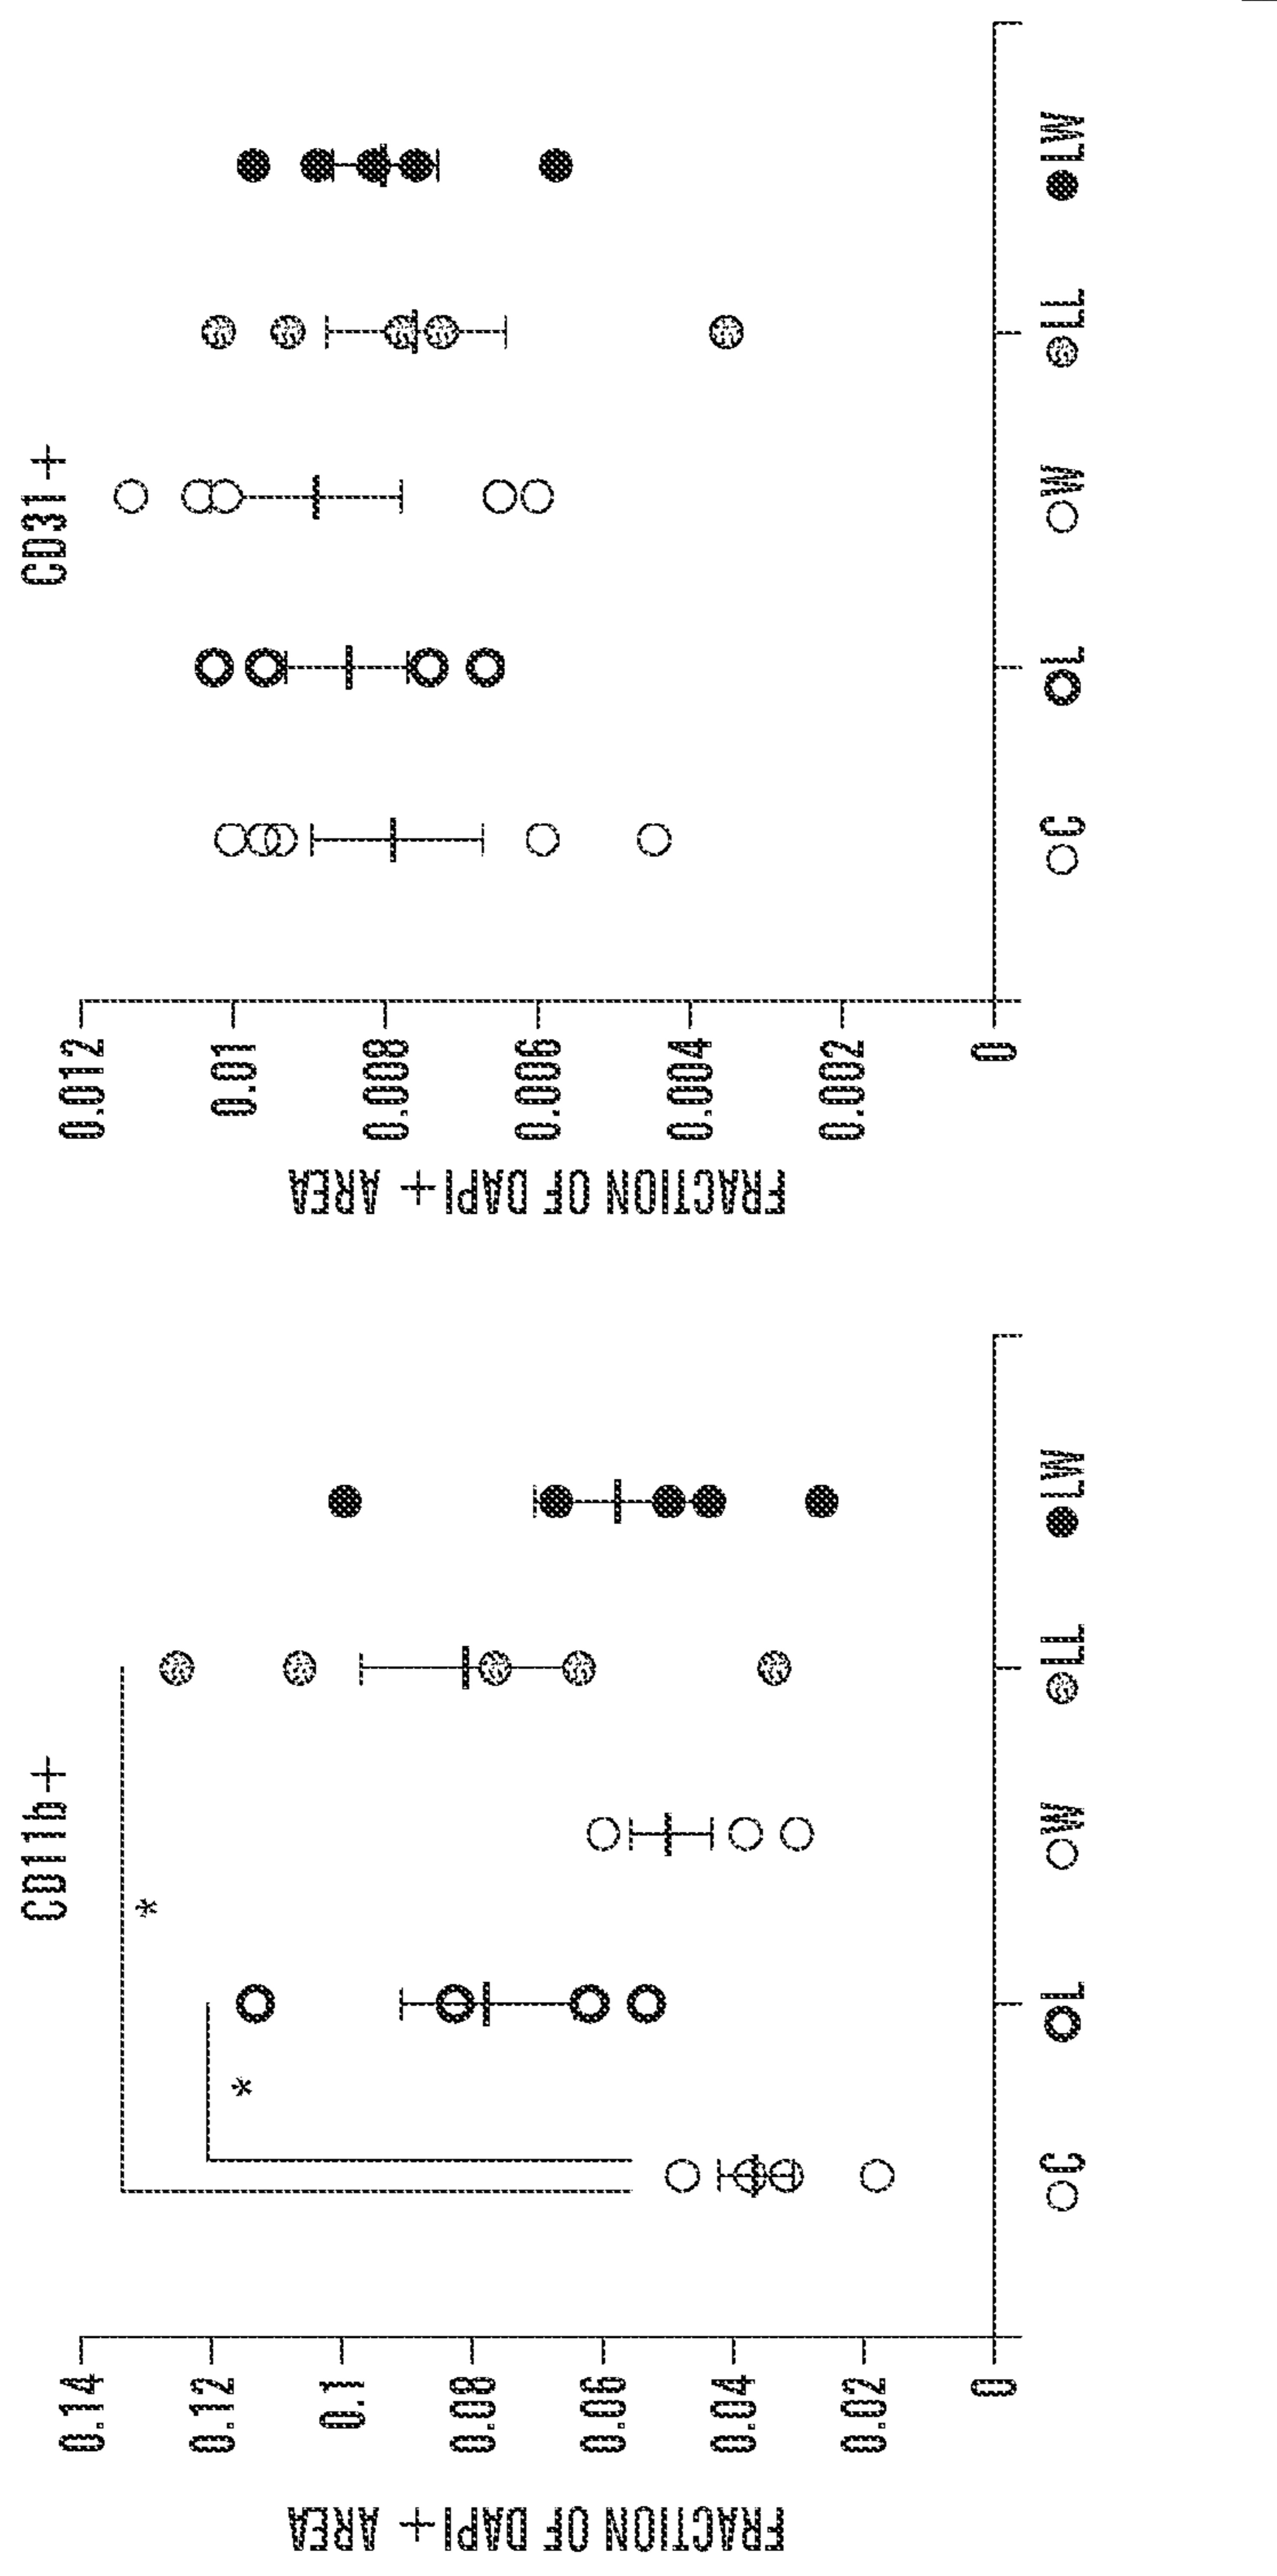 CD11b+
FRACTION OF DAPI+ AREA
0.14
0.12
0.1
0.08
0.06
0.04
0.02
0
C
L
W
LL
LW
*
*
CD31+
FRACTION OF DAPI+ AREA
0.012
0.01
0.008
0.006
0.004
0.002
0
C
L
W
LL
LW